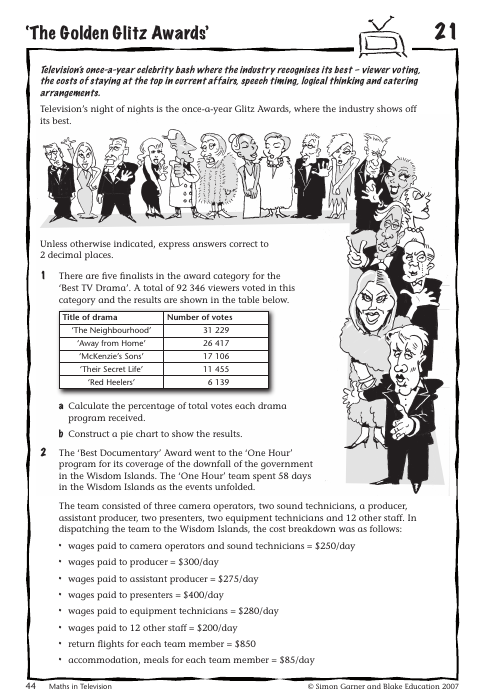 ‘The Golden Glitz Awards’
21
Television’s once-a-year celebrity bash where the industry recognises its best – viewer voting,
the costs of staying at the top in current affairs, speech timing, logical thinking and catering
arrangements.
Television’s night of nights is the once-a-year Glitz Awards, where the industry shows off
its best.
Unless otherwise indicated, express answers correct to
2 decimal places.
1 There are five finalists in the award category for the
‘Best TV Drama’. A total of 92 346 viewers voted in this
category and the results are shown in the table below.
Title of drama Number of votes
‘The Neighbourhood’ 31 229
‘Away from Home’ 26 417
‘McKenzie’s Sons’ 17 106
‘Their Secret Life’ 11 455
‘Red Heelers’ 6 139
a Calculate the percentage of total votes each drama
program received.
b Construct a pie chart to show the results.
2 The ‘Best Documentary’ Award went to the ‘One Hour’
program for its coverage of the downfall of the government
in the Wisdom Islands. The ‘One Hour’ team spent 58 days
in the Wisdom Islands as the events unfolded.
The team consisted of three camera operators, two sound technicians, a producer,
assistant producer, two presenters, two equipment technicians and 12 other staff. In
dispatching the team to the Wisdom Islands, the cost breakdown was as follows:
• wages paid to camera operators and sound technicians = $250/day
• wages paid to producer = $300/day
• wages paid to assistant producer = $275/day
• wages paid to presenters = $400/day
• wages paid to equipment technicians = $280/day
• wages paid to 12 other staff = $200/day
• return flights for each team member = $850
• accommodation, meals for each team member = $85/day
44 Maths in Television
© Simon Garner and Blake Education 2007